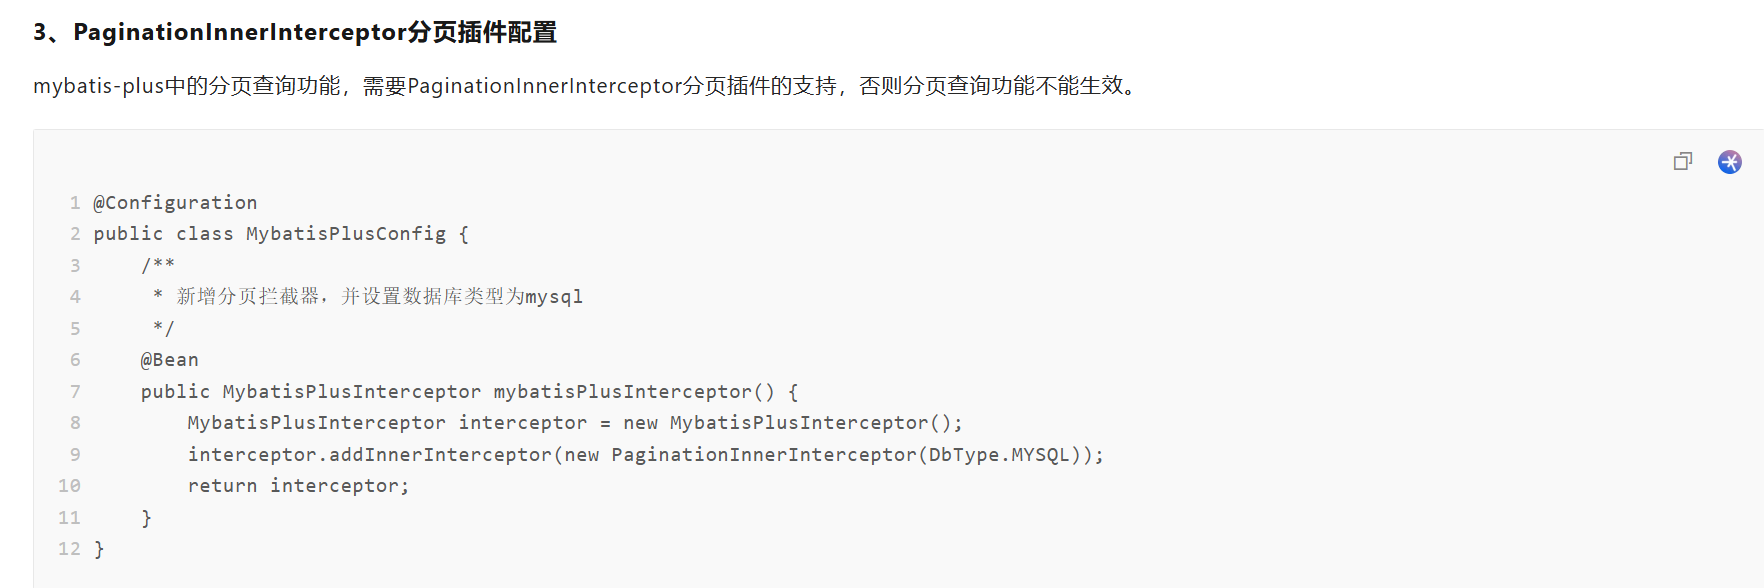 3、PaginationInnerInterceptor分页插件配置
mybatis-plus中的分页查询功能，需要PaginationInnerInterceptor分页插件的支持，否则分页查询功能不能生效。
1 @Configuration
2 public class MybatisPlusConfig {
3     /**
4      * 新增分页拦截器，并设置数据库类型为mysql
5      */
6     @Bean
7     public MybatisPlusInterceptor mybatisPlusInterceptor() {
8         MybatisPlusInterceptor interceptor = new MybatisPlusInterceptor();
9         interceptor.addInnerInterceptor(new PaginationInnerInterceptor(DbType.MYSQL));
10         return interceptor;
11     }
12 }